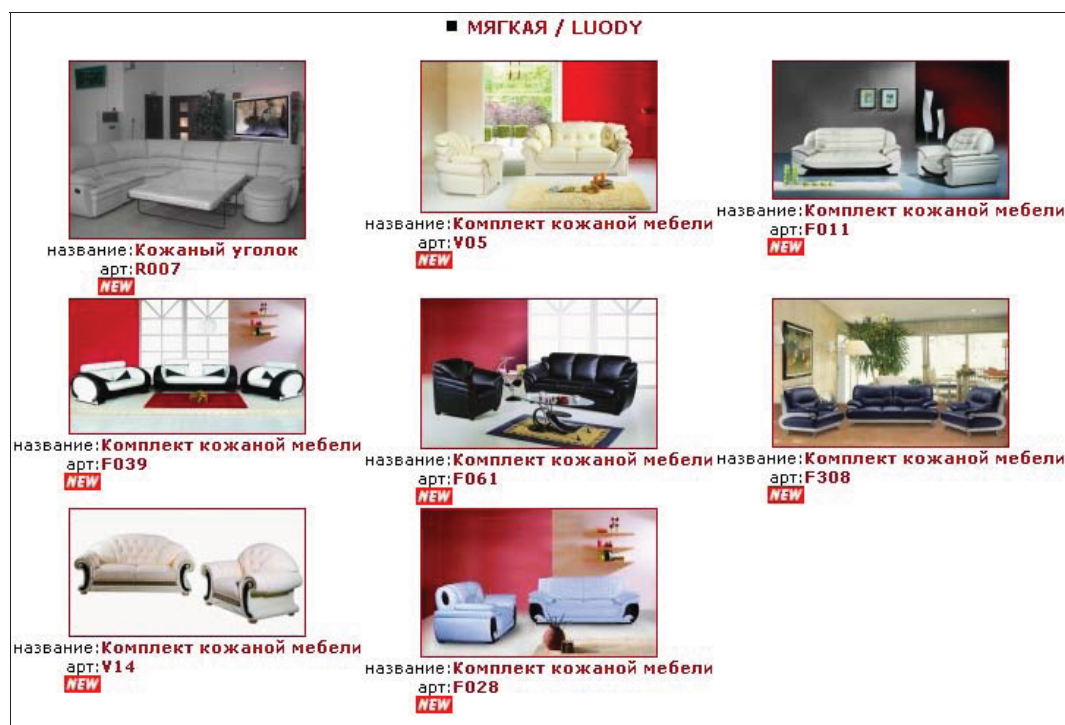 ■ МЯГКАЯ / LUODY
название:Кожаный уголок
арт:R007
NEW
название:Комплект кожаной мебели
арт:V05
NEW
название:Комплект кожаной мебели
арт:F011
NEW
название:Комплект кожаной мебели
арт:F039
NEW
название:Комплект кожаной мебели
арт:F061
NEW
название:Комплект кожаной мебели
арт:F308
NEW
название:Комплект кожаной мебели
арт:V14
NEW
название:Комплект кожаной мебели
арт:F028
NEW